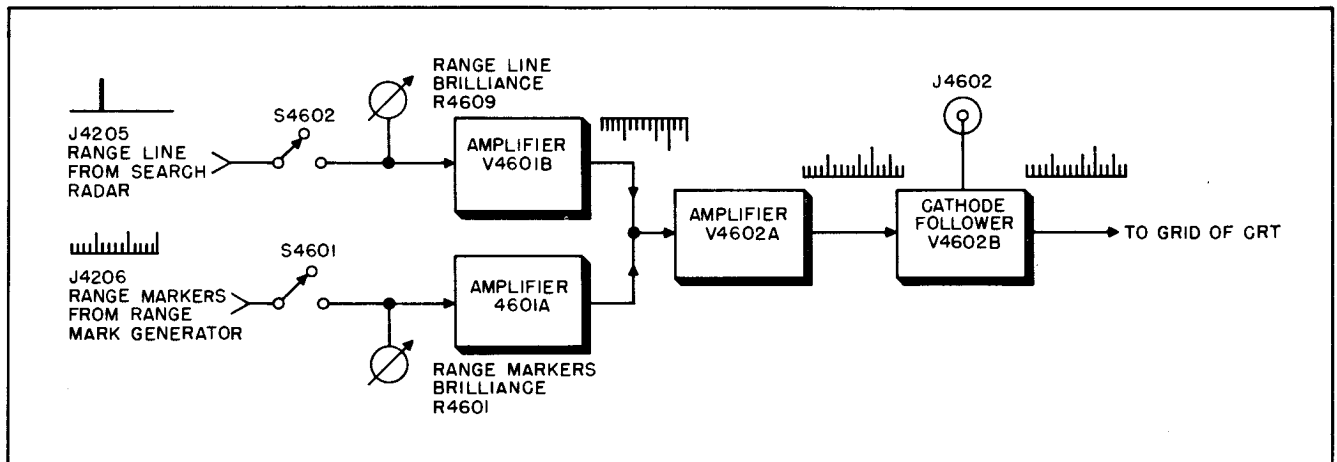 J4205
RANGE LINE
FROM SEARCH
RADAR
S4602
RANGE LINE
BRILLIANCE
R4609
AMPLIFIER
V4601B
J4206
RANGE MARKERS
FROM RANGE
MARK GENERATOR
S4601
AMPLIFIER
4601A
RANGE MARKERS
BRILLIANCE
R4601
AMPLIFIER
V4602A
J4602
CATHODE
FOLLOWER
V4602B
TO GRID OF CRT